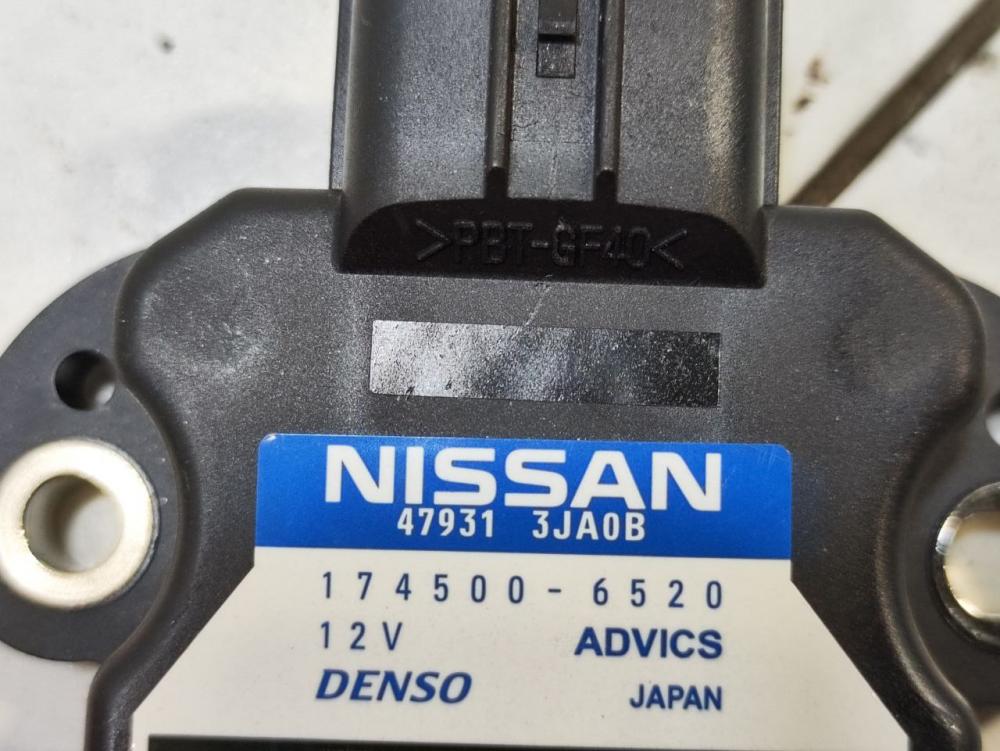 >PBT-GF40<
NISSAN
47931 3JA0B
174500-6520
12V ADVICS
DENSO JAPAN